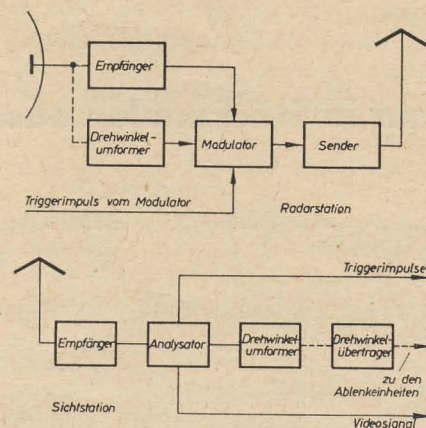 Empfänger
Drehwinkel-
umformer
Modulator
Sender
Triggerimpuls vom Modulator
Radarstation
Triggerimpulse
Empfänger
Analysator
Drehwinkel-
umformer
Drehwinkel-
übertrager
zu den
Ablenkeinheiten
Sichtstation
Videosignal